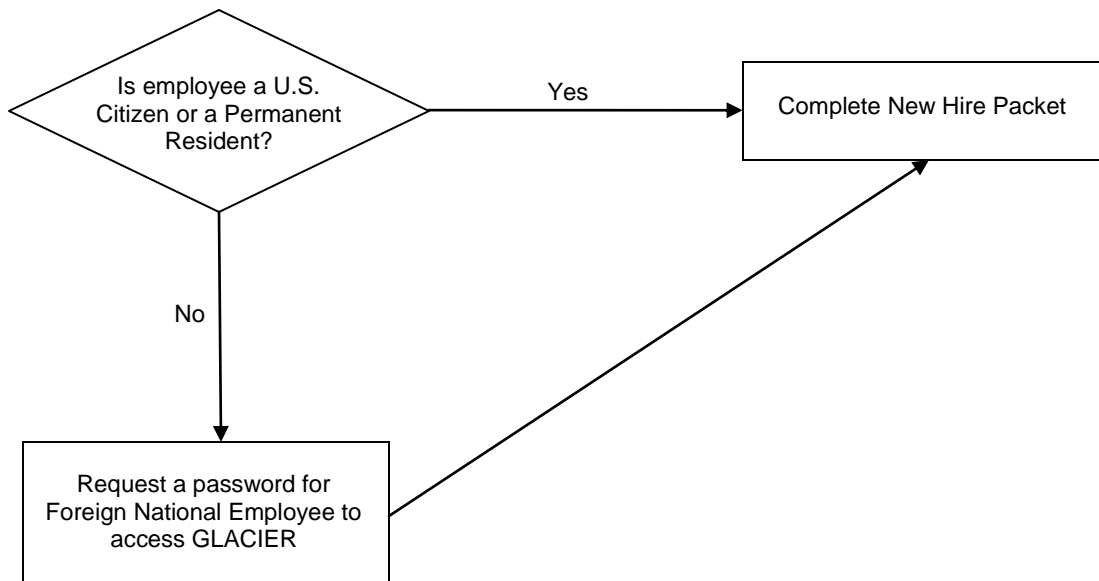 Is employee a U.S.
Citizen or a Permanent
Resident?
Yes
Complete New Hire Packet
No
Request a password for
Foreign National Employee to
access GLACIER